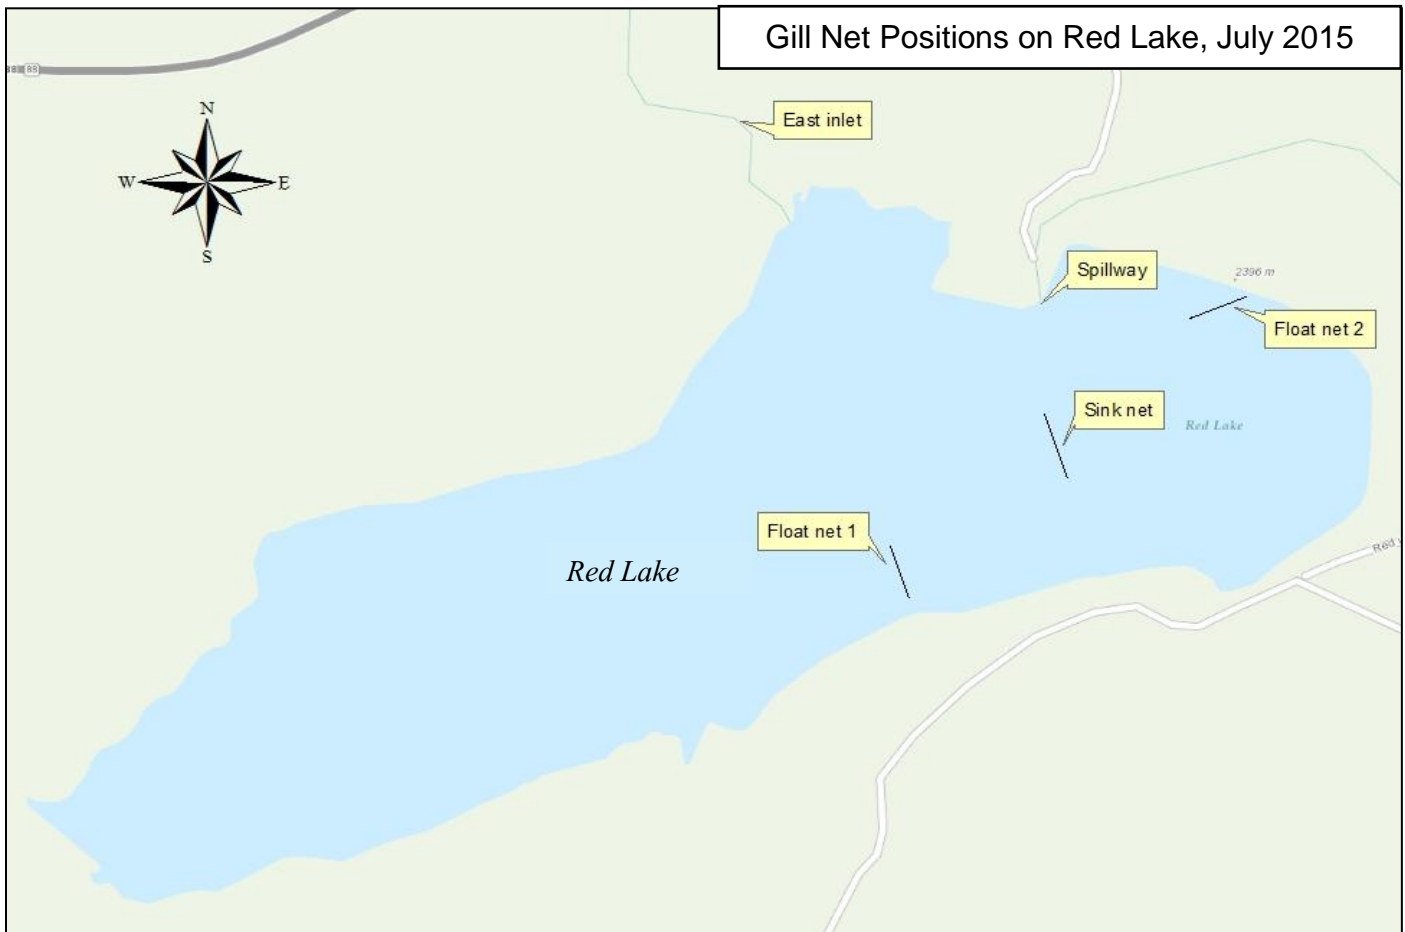 Gill Net Positions on Red Lake, July 2015
88
88
N
W
E
S
East inlet
Spillway
2396 m
Float net 2
Sink net
Red Lake
Float net 1
Red Lake
Red